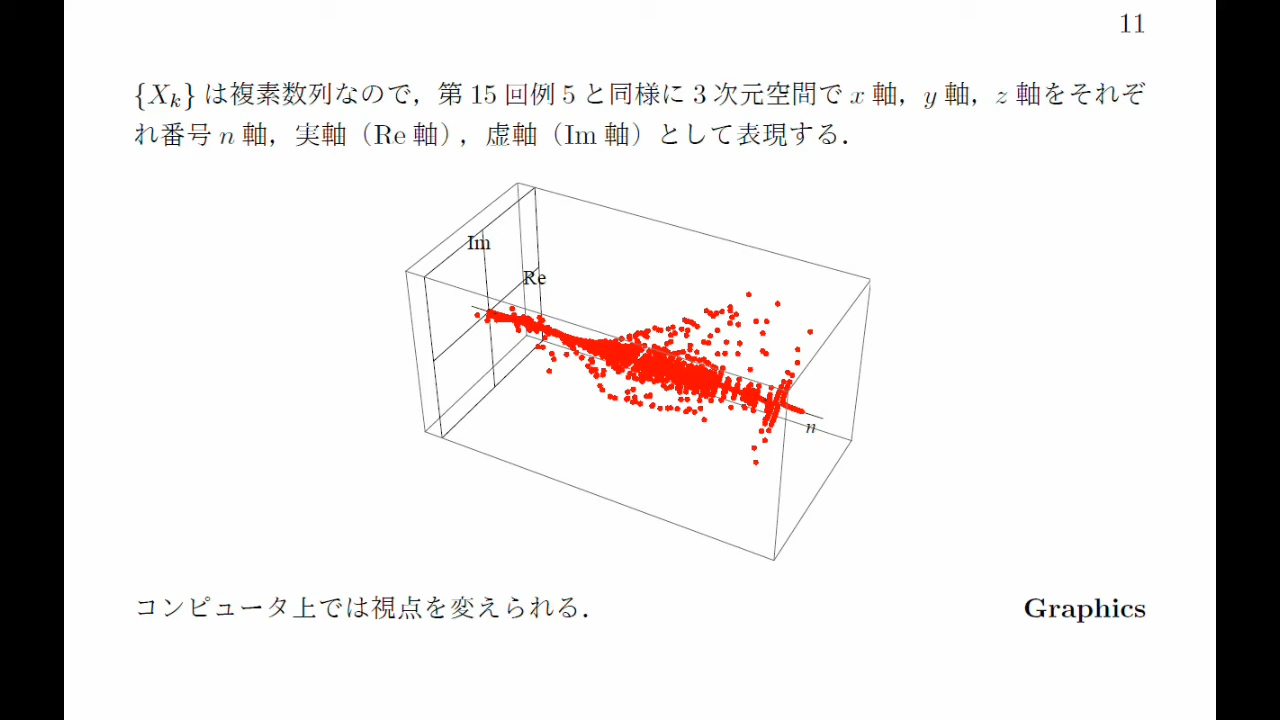 11
{Xk} は複素数列なので，第 15 回例 5 と同様に 3 次元空間で x 軸，y 軸，z 軸をそれぞ
れ番号 n 軸，実軸（Re 軸），虚軸（Im 軸）として表現する．
Im
Re
n
コンピュータ上では視点を変えられる．
Graphics